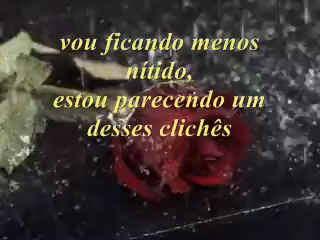 vou ficando menos
nítido,
estou parecendo um
desses clichês